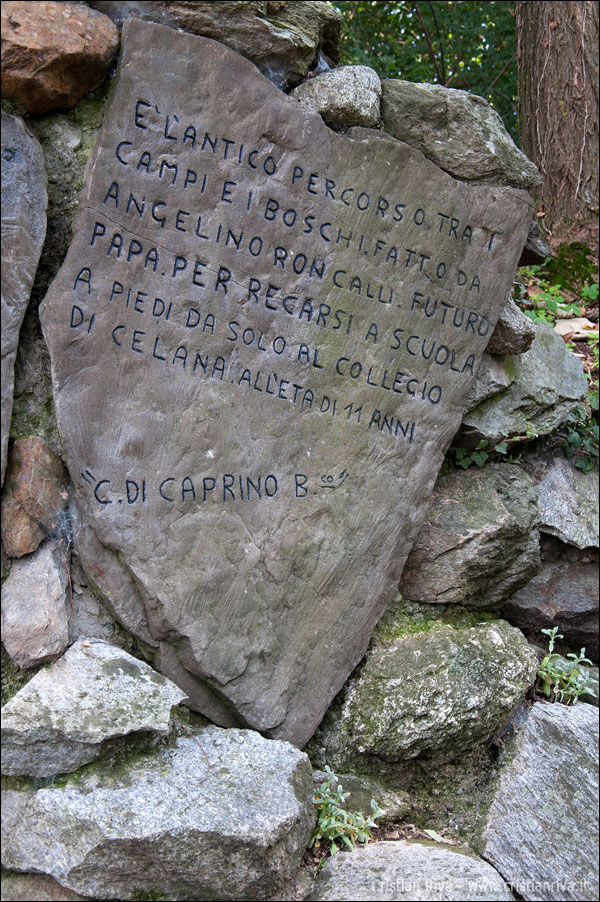 E' L'ANTICO PERCORSO. TRA I
CAMPI E I BOSCHI. FATTO DA
ANGELINO RONCALLI. FUTURO
PAPA. PER RECARSI A SCUOLA
A PIEDI DA SOLO AL COLLEGIO
DI CELANA. ALL'ETA DI 11 ANNI
"C. DI CAPRINO B.CO"
cristian Riva - www.cristianriva.it